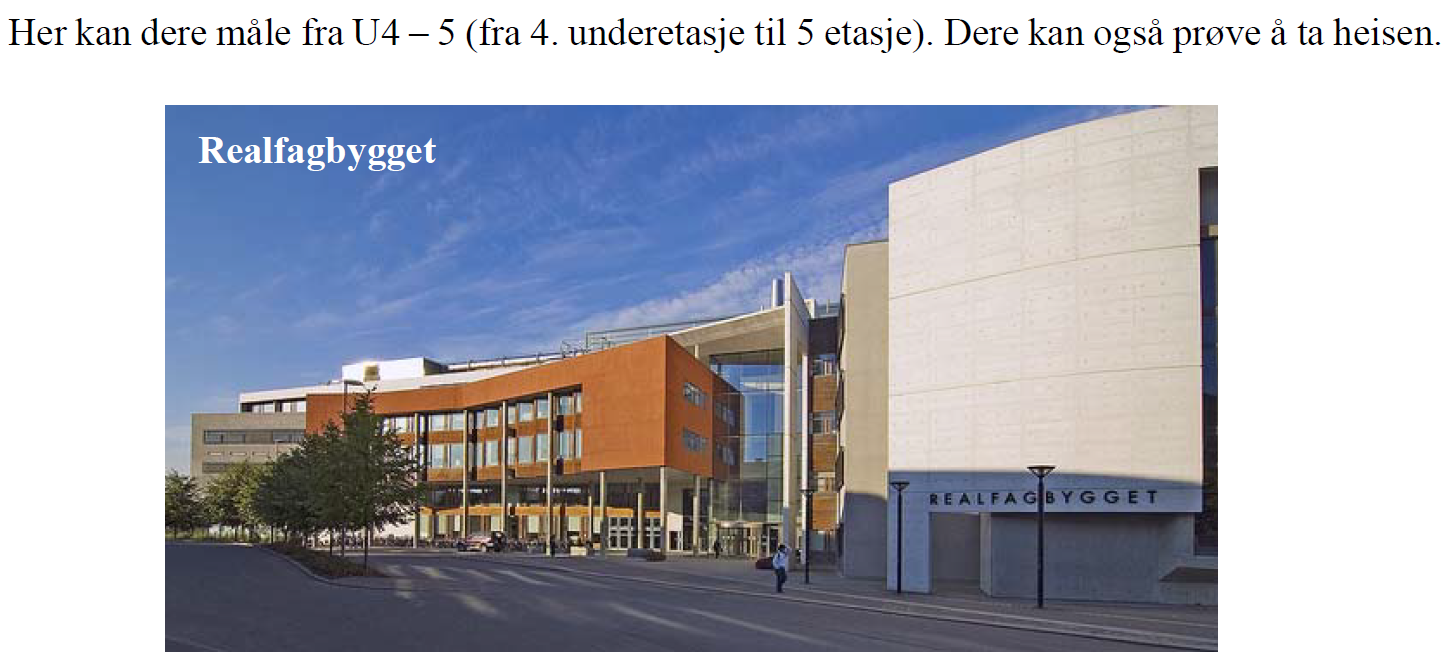 Her kan dere måle fra U4 – 5 (fra 4. underetasje til 5 etasje). Dere kan også prøve å ta heisen.
Realfagbygget
REALFAGBYGGET